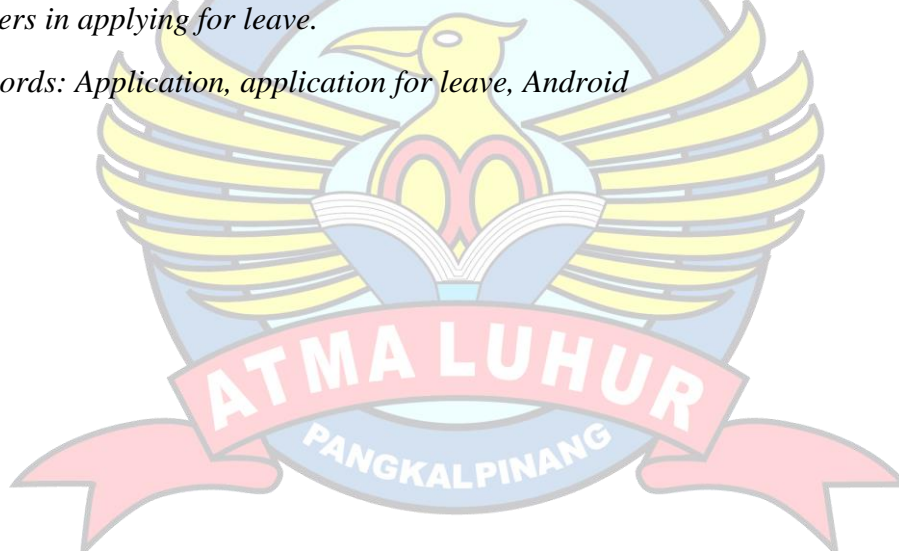 ers in applying for leave.
ords: Application, application for leave, Android
ATMA LUHUR
PANGKALPINANG